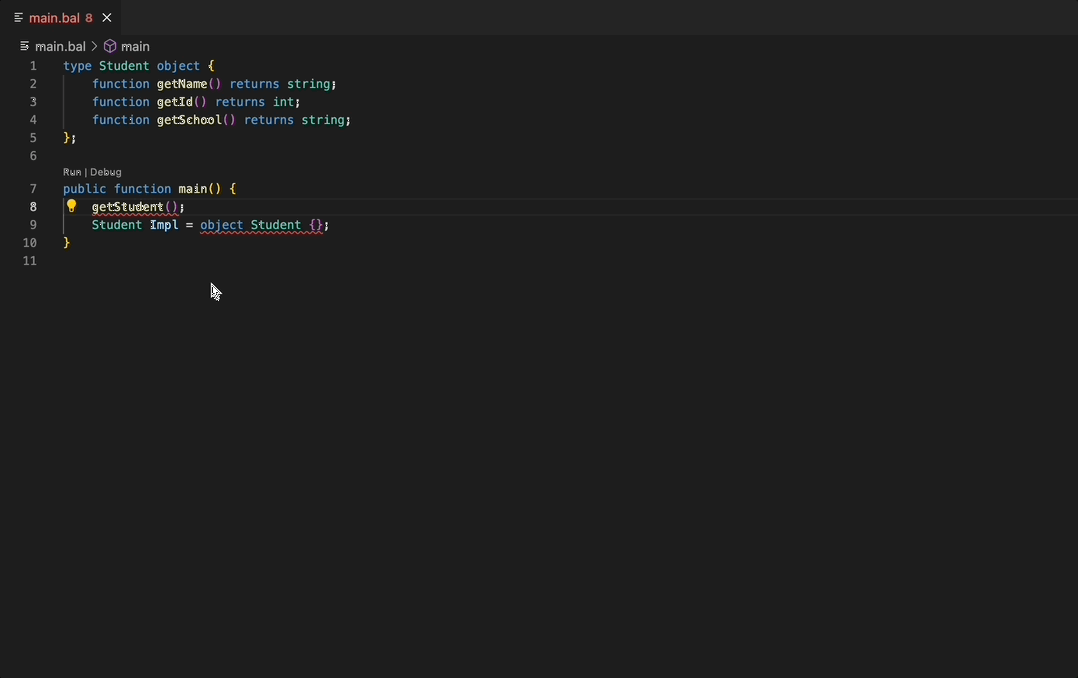 main.bal 8
main.bal > main
1 type Student object {
2 function getName() returns string;
3 function getId() returns int;
4 function getSchool() returns string;
5 };
6
Run | Debug
7 public function main() {
8 getStudent();
9 Student Impl = object Student {};
10 }
11